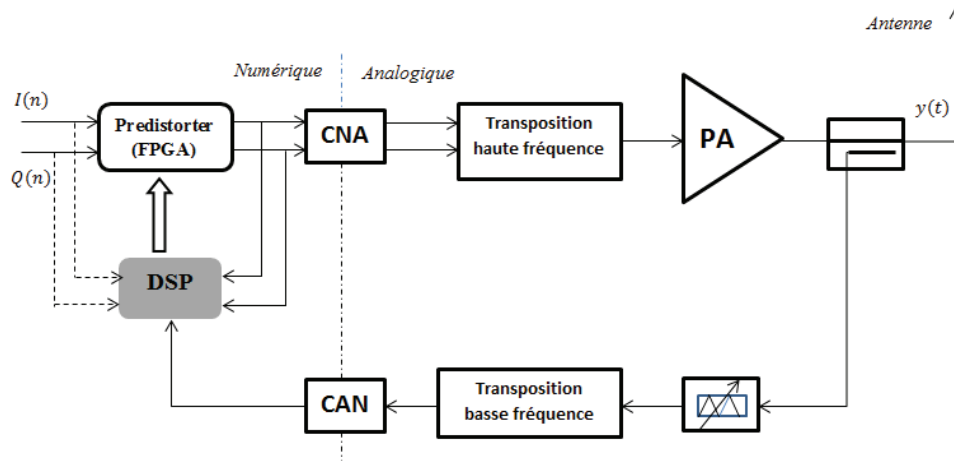 Antenne
Numérique
Analogique
I(n)
Predistorter
(FPGA)
CNA
Transposition
haute fréquence
PA
y(t)
Q(n)
DSP
CAN
Transposition
basse fréquence